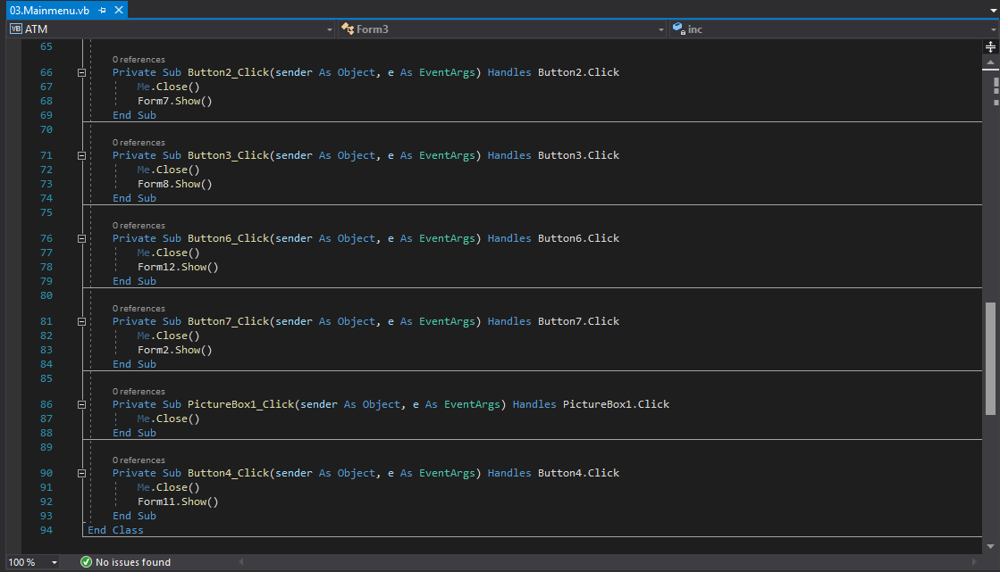 03.Mainmenu.vb
VB ATM Form3 inc
65
0 references
66 Private Sub Button2_Click(sender As Object, e As EventArgs) Handles Button2.Click
67 Me.Close()
68 Form7.Show()
69 End Sub
70
0 references
71 Private Sub Button3_Click(sender As Object, e As EventArgs) Handles Button3.Click
72 Me.Close()
73 Form8.Show()
74 End Sub
75
0 references
76 Private Sub Button6_Click(sender As Object, e As EventArgs) Handles Button6.Click
77 Me.Close()
78 Form12.Show()
79 End Sub
80
0 references
81 Private Sub Button7_Click(sender As Object, e As EventArgs) Handles Button7.Click
82 Me.Close()
83 Form2.Show()
84 End Sub
85
0 references
86 Private Sub PictureBox1_Click(sender As Object, e As EventArgs) Handles PictureBox1.Click
87 Me.Close()
88 End Sub
89
0 references
90 Private Sub Button4_Click(sender As Object, e As EventArgs) Handles Button4.Click
91 Me.Close()
92 Form11.Show()
93 End Sub
94 End Class
100 % No issues found